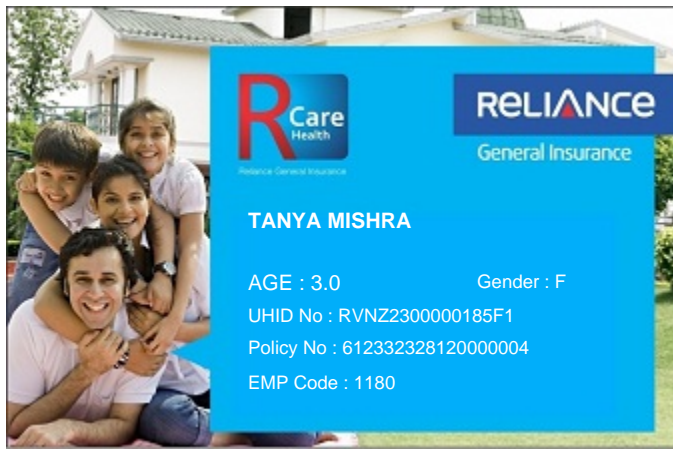 R Care
Health
Reliance General Insurance
RELIANCE
General Insurance
TANYA MISHRA
AGE : 3.0 Gender : F
UHID No : RVNZ2300000185F1
Policy No : 612332328120000004
EMP Code : 1180